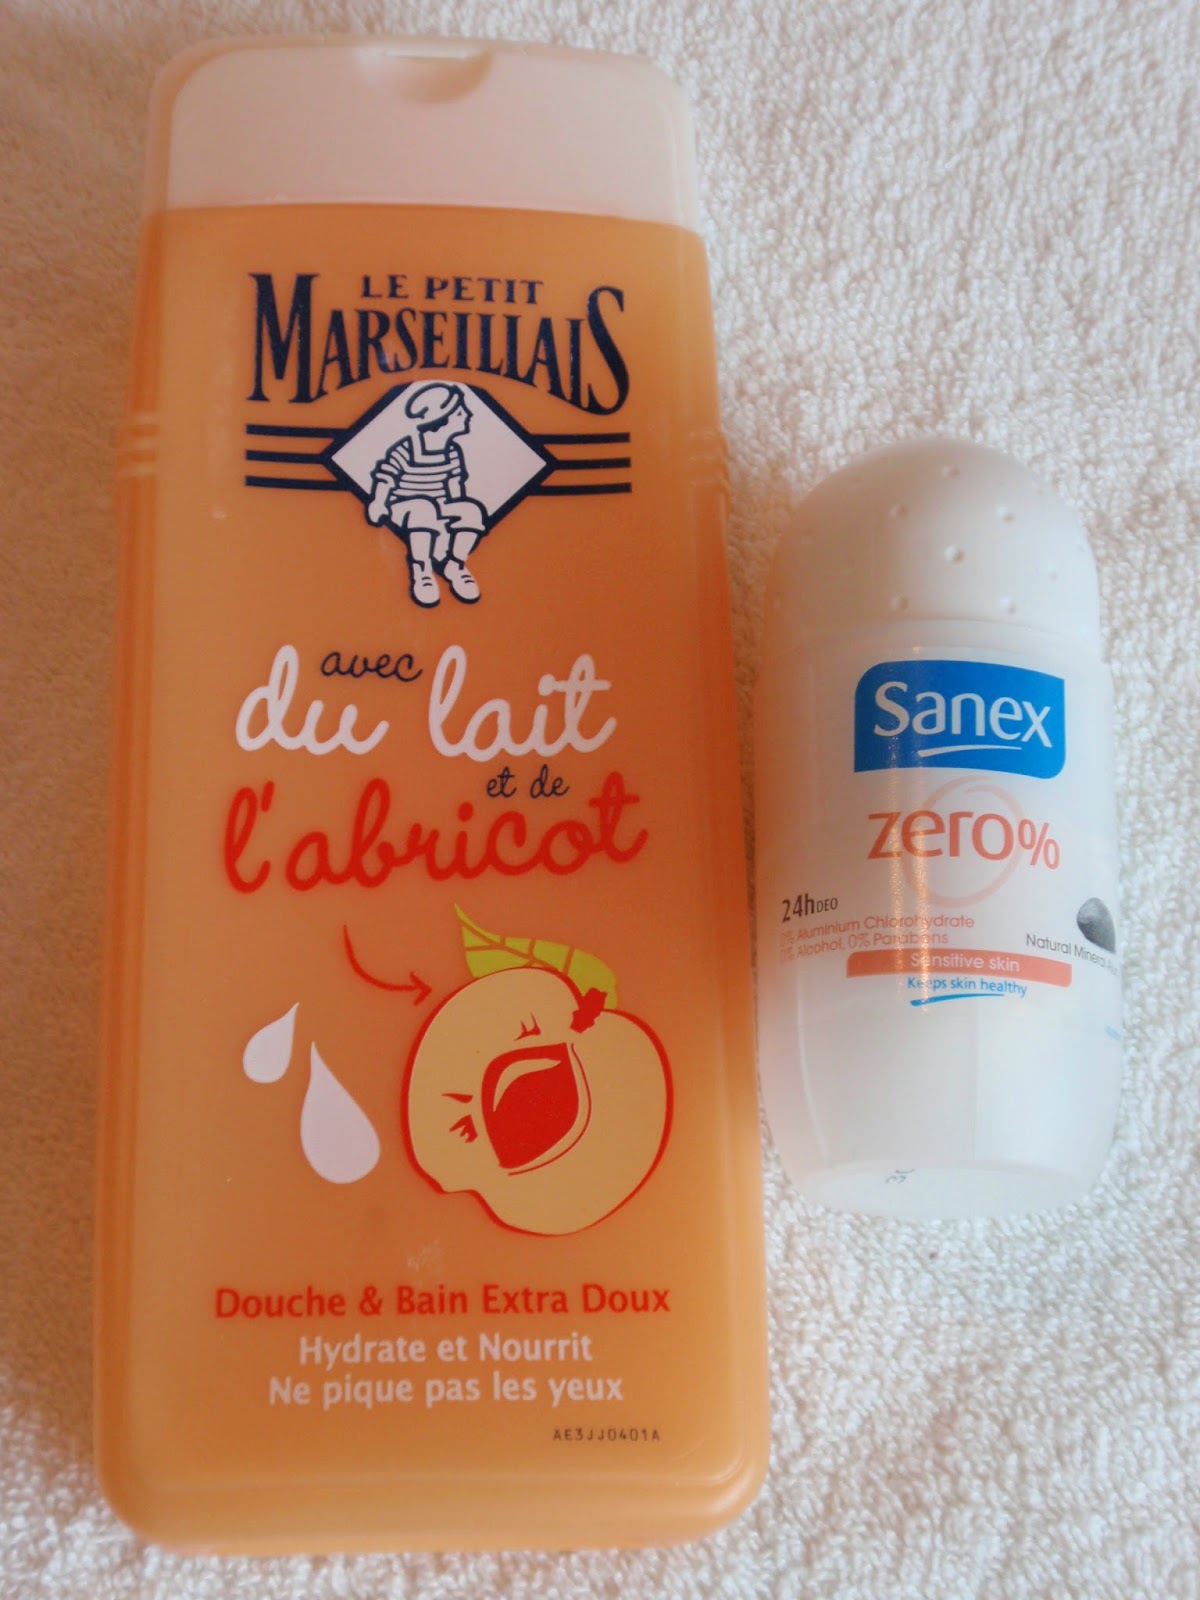 LE PETIT
MARSEILLAIS
avec
du lait
et de
l'abricot
Douche & Bain Extra Doux
Hydrate et Nourrit
Ne pique pas les yeux
AE3JJ0401A
Sanex
zero%
24h DEO
0% Aluminium Chlorohydrate
0% Alcohol, 0% Parabens
Natural Mineral
Sensitive skin
Keeps skin healthy